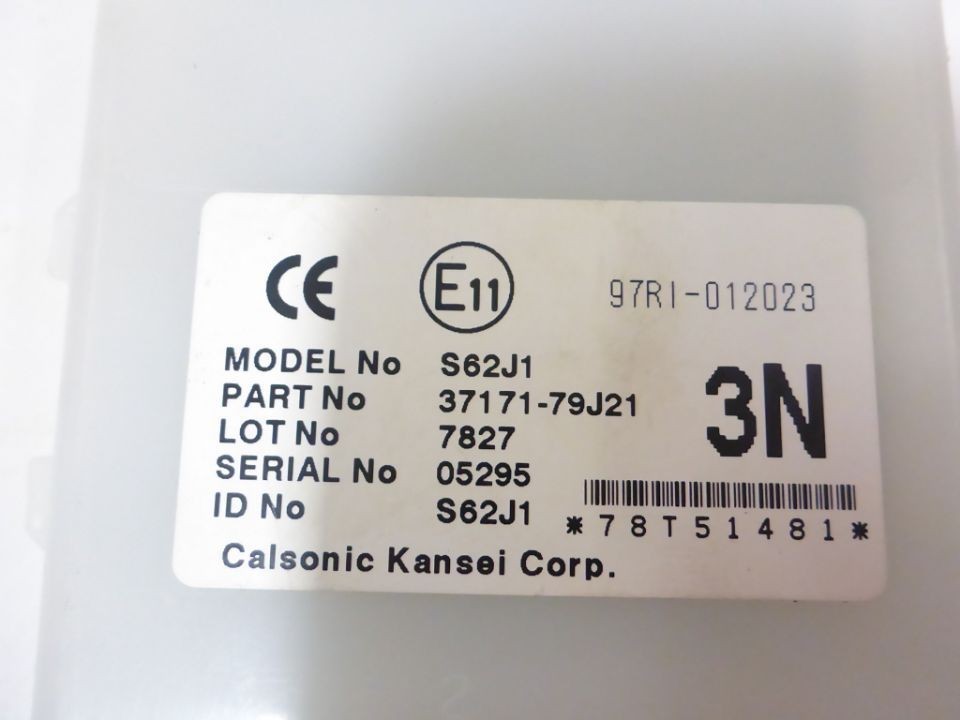 CE E11 97RI-012023
MODEL No S62J1
PART No 37171-79J21
3N
LOT No 7827
SERIAL No 05295
ID No S62J1
*78T51481*
Calsonic Kansei Corp.